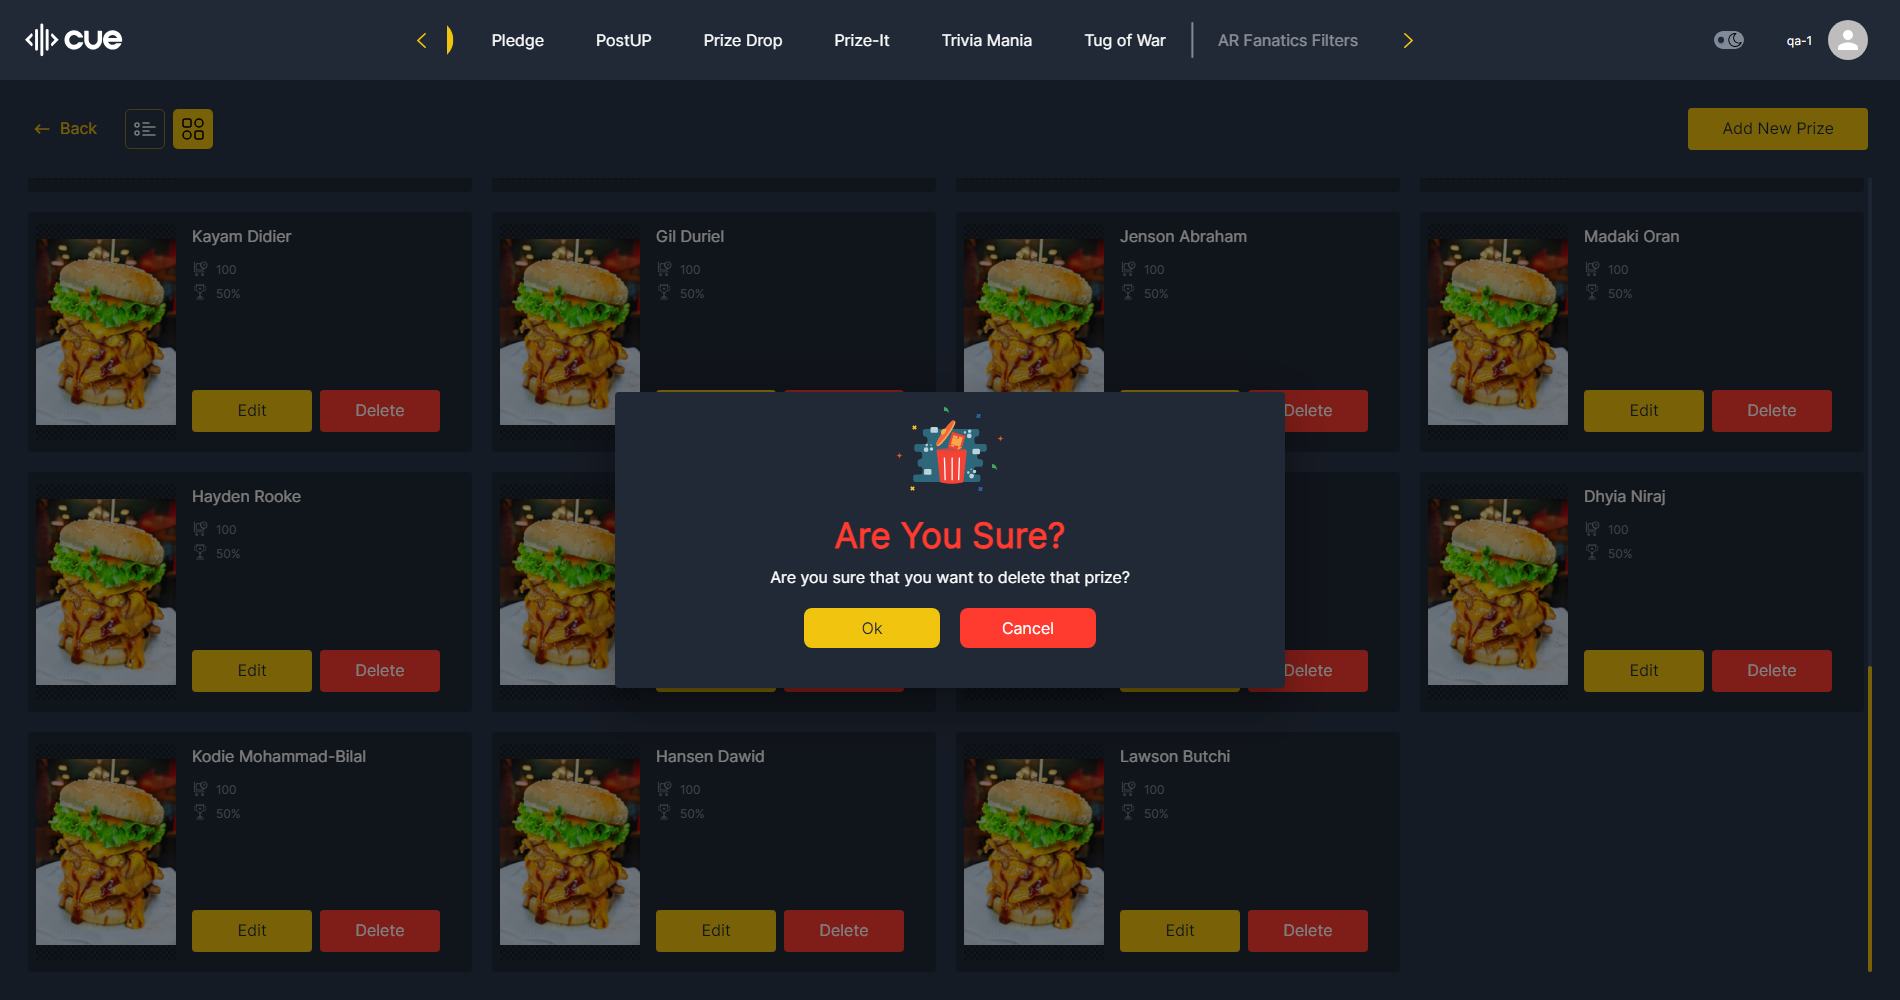 cue
Pledge
PostUP
Prize Drop
Prize-It
Trivia Mania
Tug of War
AR Fanatics Filters
qa-1
Back
Add New Prize
Kayam Didier
100
50%
Edit
Delete
Gil Duriel
100
50%
Jenson Abraham
100
50%
Delete
Madaki Oran
100
50%
Edit
Delete
Are You Sure?
Are you sure that you want to delete that prize?
Ok
Cancel
Hayden Rooke
100
50%
Edit
Delete
Delete
Dhyia Niraj
100
50%
Edit
Delete
Kodie Mohammad-Bilal
100
50%
Edit
Delete
Hansen Dawid
100
50%
Edit
Delete
Lawson Butchi
100
50%
Edit
Delete